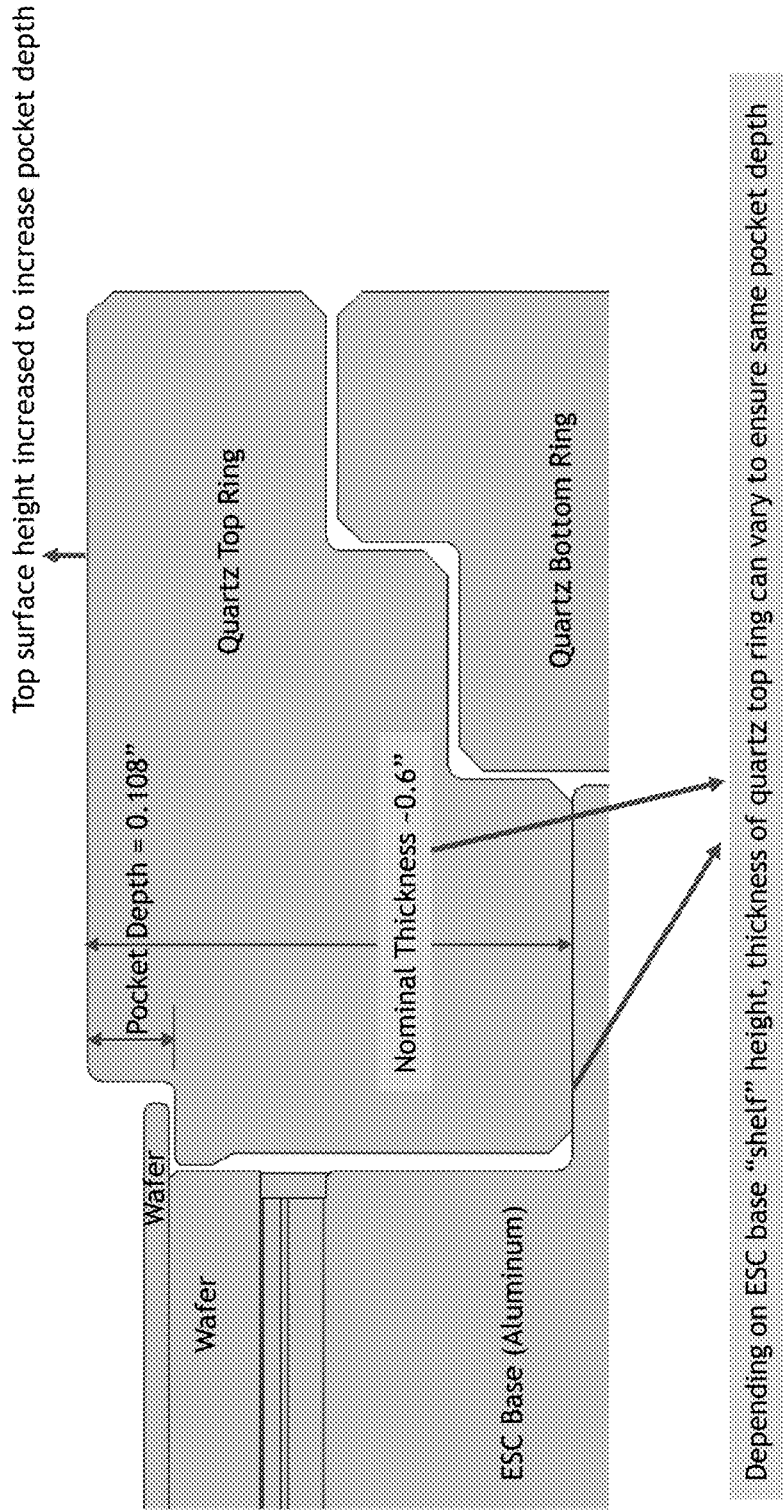 Top surface height increased to increase pocket depth
Pocket Depth = 0.108”
Wafer
Wafer
Quartz Top Ring
Nominal Thickness ~0.6”
ESC Base (Aluminum)
Quartz Bottom Ring
Depending on ESC base “shelf” height, thickness of quartz top ring can vary to ensure same pocket depth